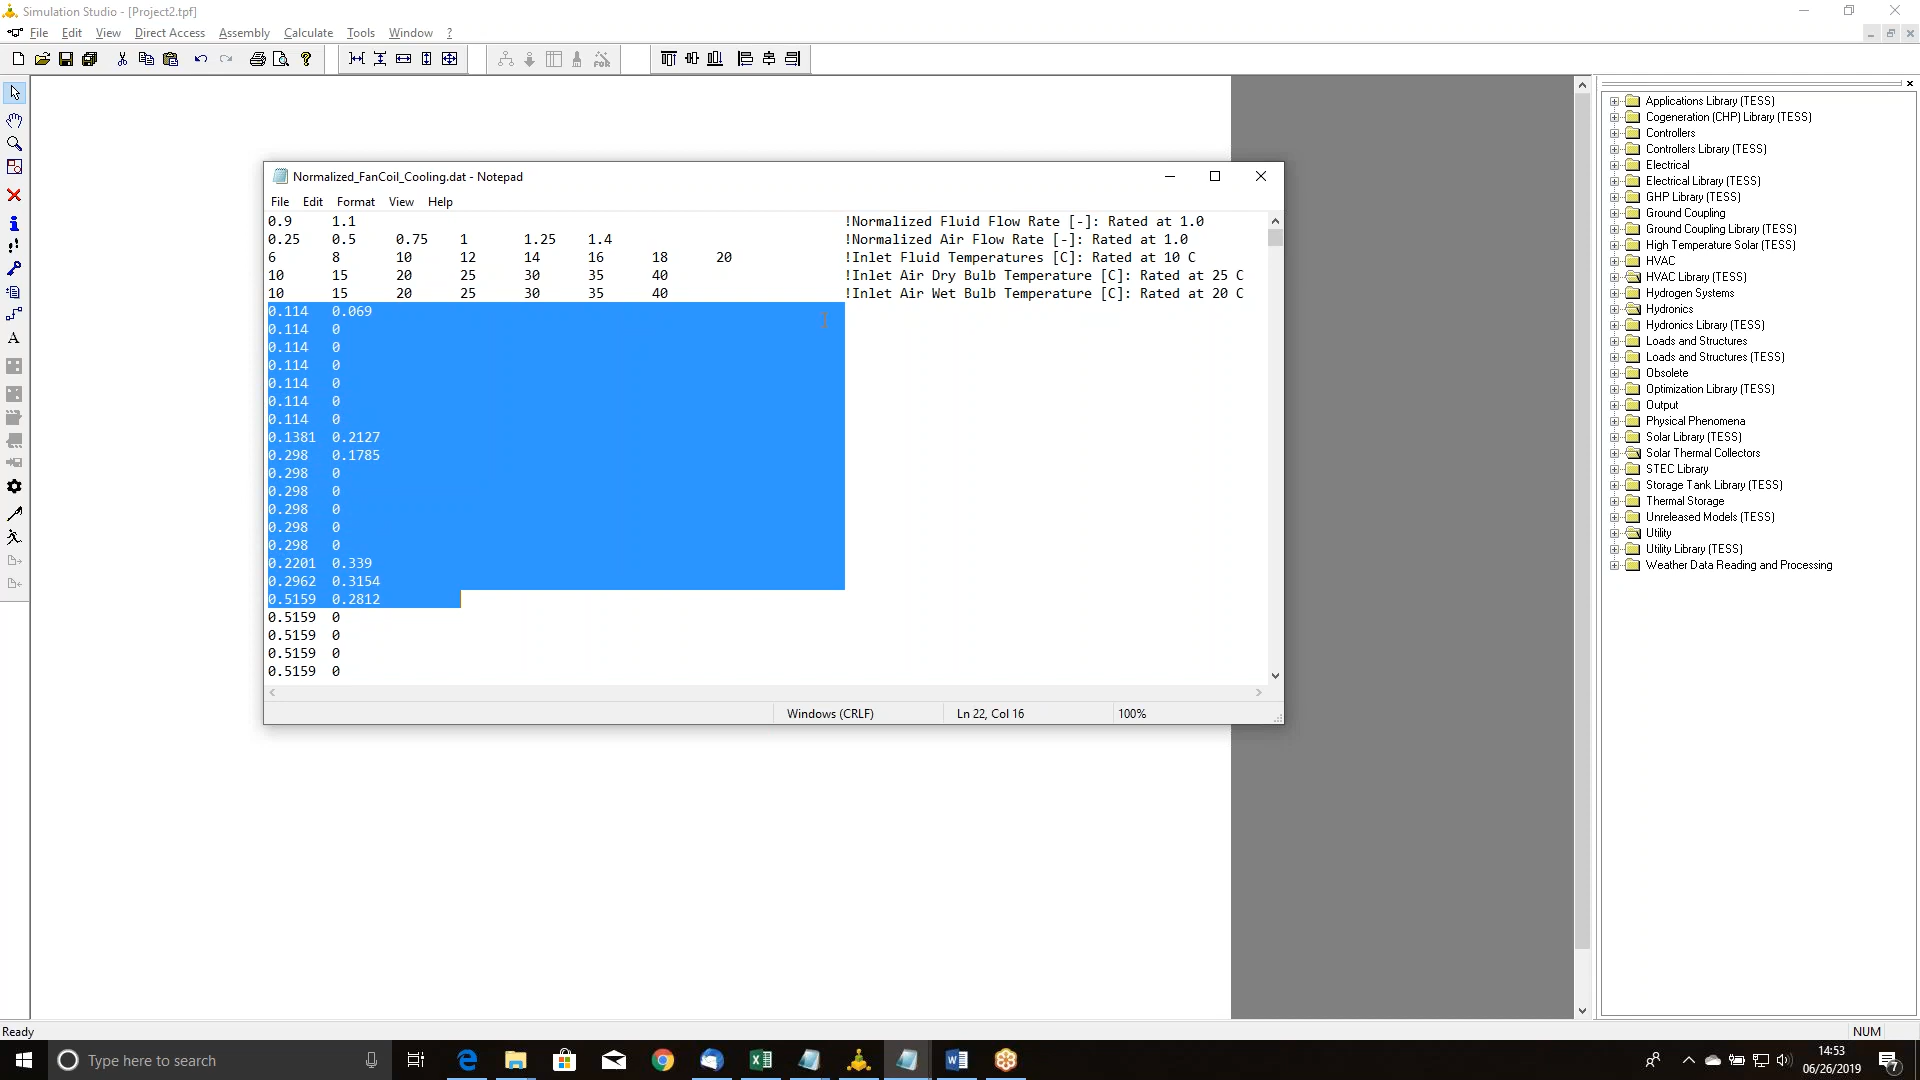 Simulation Studio - [Project2.tpf]
File Edit View Direct Access Assembly Calculate Tools Window ?
Normalized_FanCoil_Cooling.dat - Notepad
File Edit Format View Help
0.9 1.1 !Normalized Fluid Flow Rate [-]: Rated at 1.0
0.25 0.5 0.75 1 1.25 1.4 !Normalized Air Flow Rate [-]: Rated at 1.0
6 8 10 12 14 16 18 20 !Inlet Fluid Temperatures [C]: Rated at 10 C
10 15 20 25 30 35 40 !Inlet Air Dry Bulb Temperature [C]: Rated at 25 C
10 15 20 25 30 35 40 !Inlet Air Wet Bulb Temperature [C]: Rated at 20 C
0.114 0.069
0.114 0
0.114 0
0.114 0
0.114 0
0.114 0
0.114 0
0.1381 0.2127
0.298 0.1785
0.298 0
0.298 0
0.298 0
0.298 0
0.298 0
0.2201 0.339
0.2962 0.3154
0.5159 0.2812
0.5159 0
0.5159 0
0.5159 0
0.5159 0
Windows (CRLF) Ln 22, Col 16 100%
Applications Library (TESS)
Cogeneration (CHP) Library (TESS)
Controllers
Controllers Library (TESS)
Electrical
Electrical Library (TESS)
GHP Library (TESS)
Ground Coupling
Ground Coupling Library (TESS)
High Temperature Solar (TESS)
HVAC
HVAC Library (TESS)
Hydrogen Systems
Hydronics
Hydronics Library (TESS)
Loads and Structures
Loads and Structures (TESS)
Obsolete
Optimization Library (TESS)
Output
Physical Phenomena
Solar Library (TESS)
Solar Thermal Collectors
STEC Library
Storage Tank Library (TESS)
Thermal Storage
Unreleased Models (TESS)
Utility
Utility Library (TESS)
Weather Data Reading and Processing
Ready NUM
Type here to search
14:53
06/26/2019
7